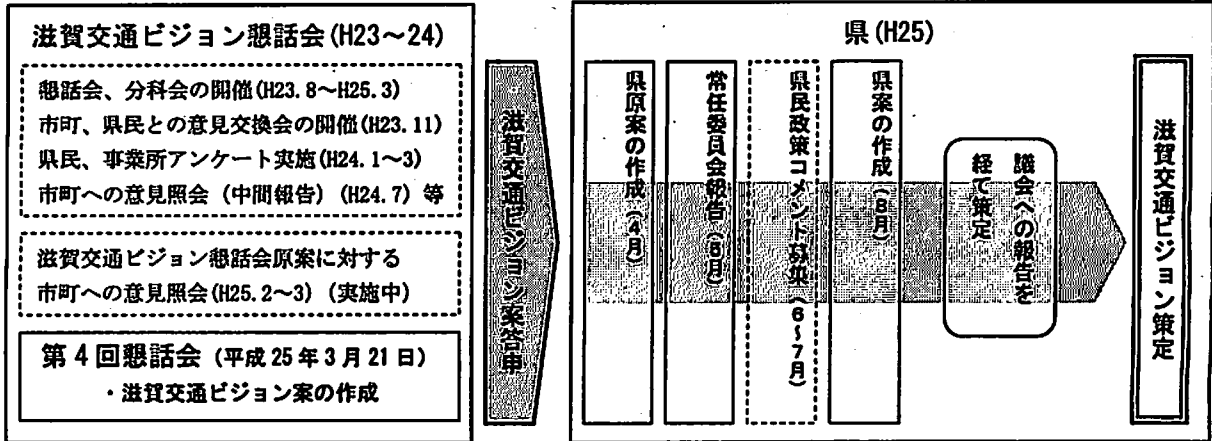 滋賀交通ビジョン懇話会(H23～24)
懇話会、分科会の開催(H23.8～H25.3)
市町、県民との意見交換会の開催(H23.11)
県民、事業所アンケート実施(H24.1～3)
市町への意見照会（中間報告）(H24.7) 等
滋賀交通ビジョン懇話会原案に対する
市町への意見照会(H25.2～3)（実施中）
第４回懇話会（平成25年3月21日）
・滋賀交通ビジョン案の作成
滋賀交通ビジョン案答申
県(H25)
県原案の作成（4月）
常任委員会報告（8月）
県民政策コメント募集（6～7月）
県案の作成（8月）
議会への報告を
経て策定
滋賀交通ビジョン策定